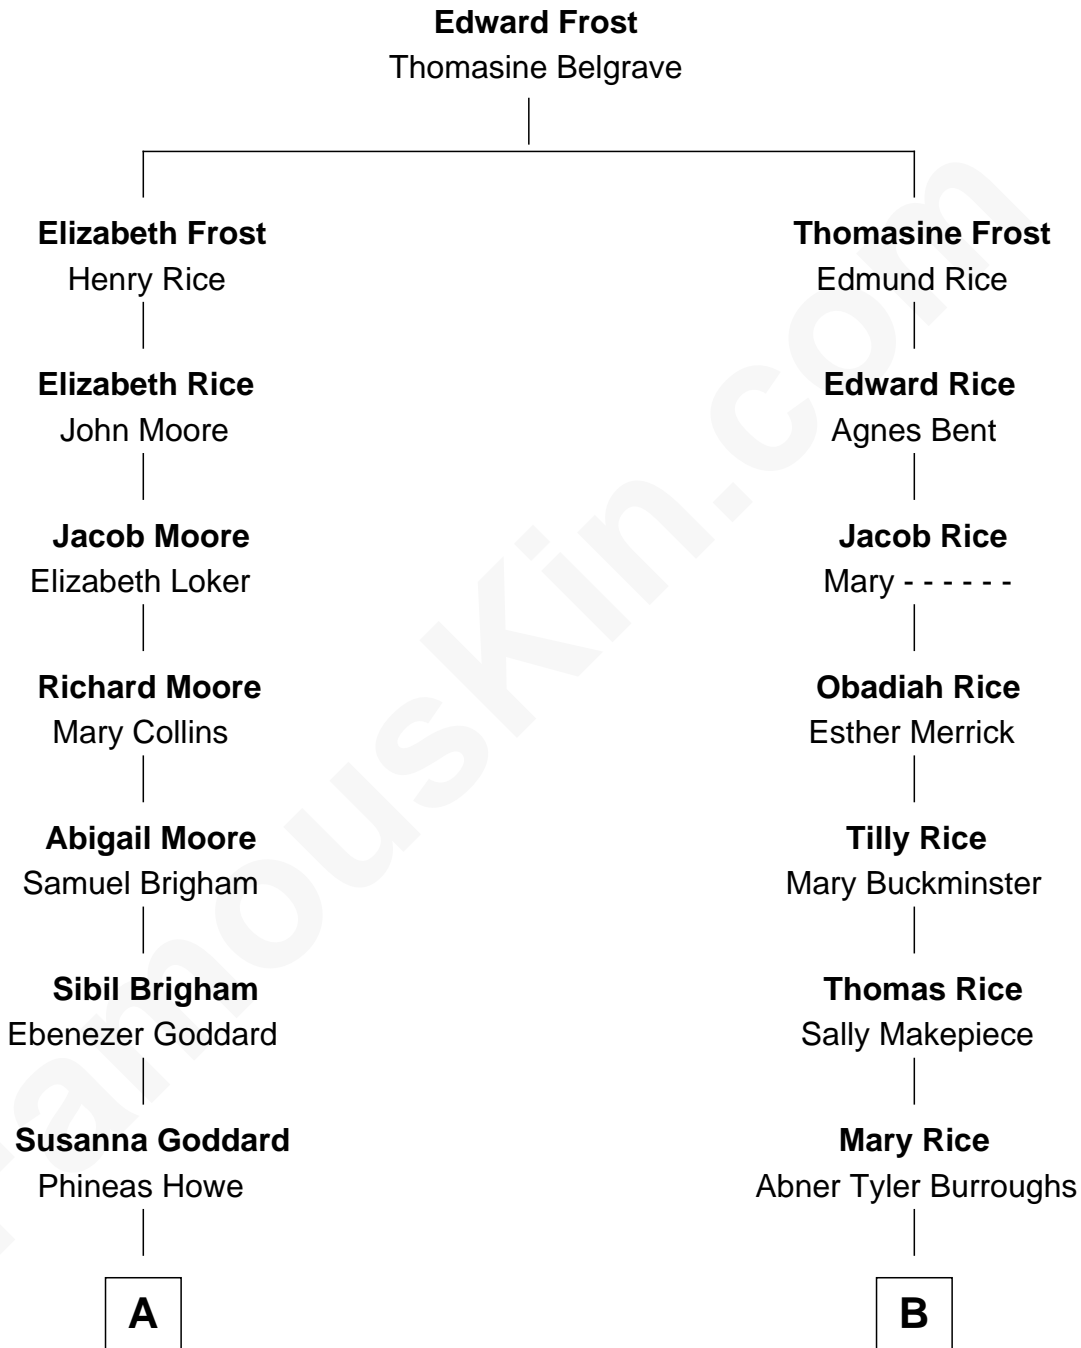 Edward Frost
Thomasine Belgrave
Elizabeth Frost
Henry Rice
Thomasine Frost
Edmund Rice
Elizabeth Rice
John Moore
Edward Rice
Agnes Bent
Jacob Moore
Elizabeth Loker
Jacob Rice
Mary - - - - - -
Richard Moore
Mary Collins
Obadiah Rice
Esther Merrick
Abigail Moore
Samuel Brigham
Tilly Rice
Mary Buckminster
Sibil Brigham
Ebenezer Goddard
Thomas Rice
Sally Makepiece
Susanna Goddard
Phineas Howe
Mary Rice
Abner Tyler Burroughs
A
B
FamousKin.com